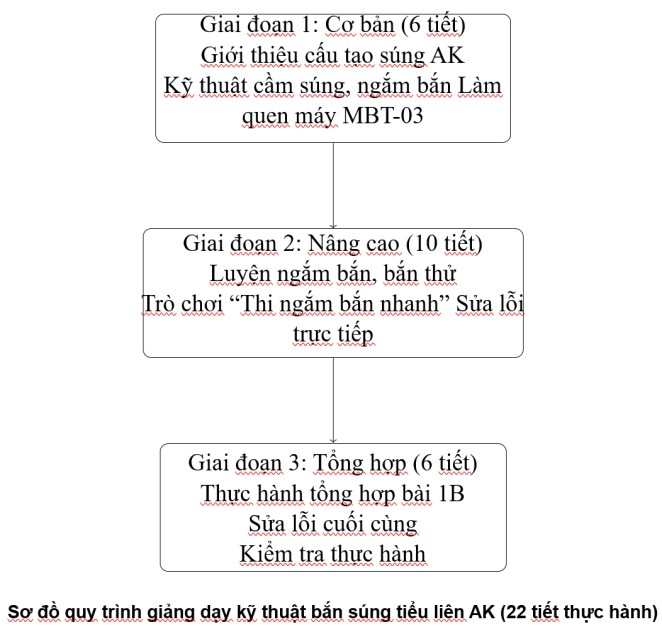 Giai đoạn 1: Cơ bản (6 tiết)
Giới thiệu cấu tạo súng AK
Kỹ thuật cầm súng, ngắm bắn Làm
quen máy MBT-03
Giai đoạn 2: Nâng cao (10 tiết)
Luyện ngắm bắn, bắn thử
Trò chơi “Thi ngắm bắn nhanh” Sửa lỗi
trực tiếp
Giai đoạn 3: Tổng hợp (6 tiết)
Thực hành tổng hợp bài 1B
Sửa lỗi cuối cùng
Kiểm tra thực hành
Sơ đồ quy trình giảng dạy kỹ thuật bắn súng tiểu liên AK (22 tiết thực hành)